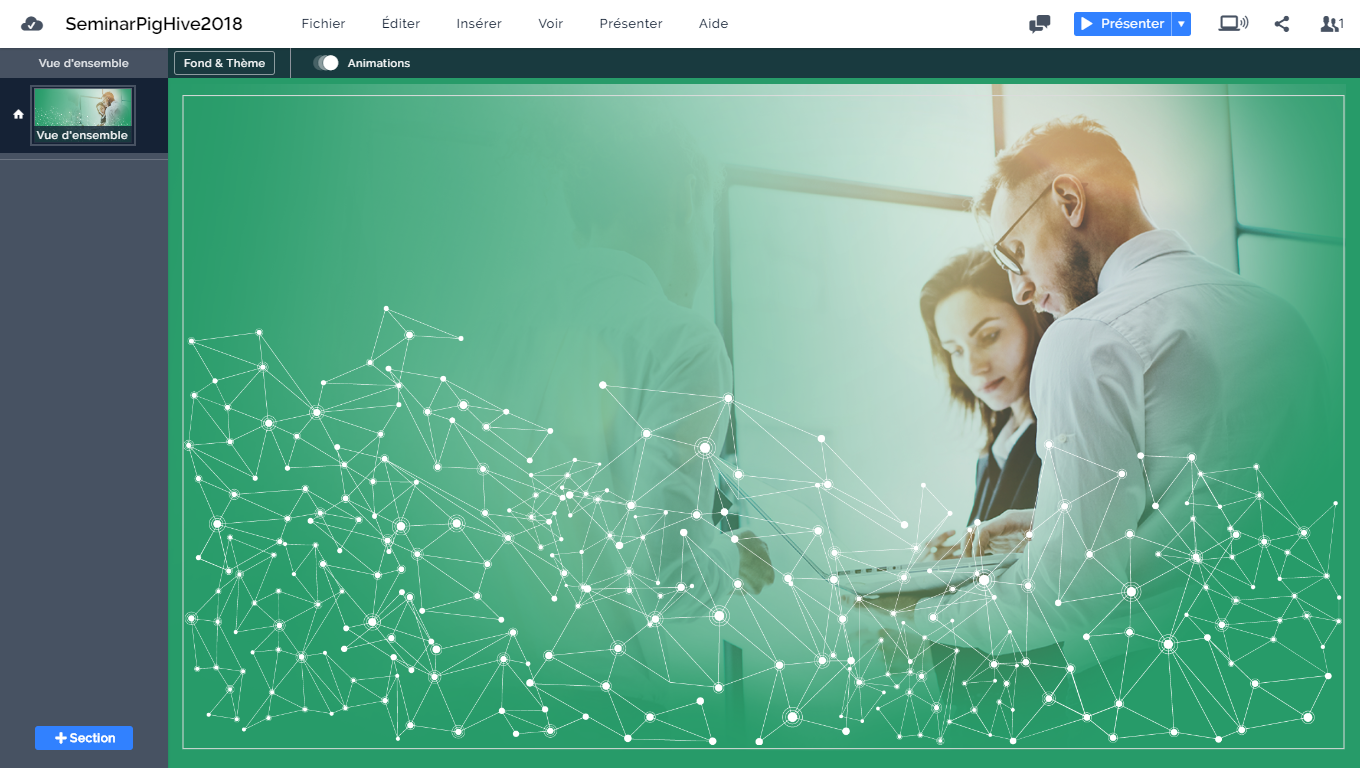 SeminarPigHive2018
Fichier Éditer Insérer Voir Présenter Aide
Présenter
1
Vue d'ensemble
Fond & Thème
Animations
Vue d'ensemble
Section